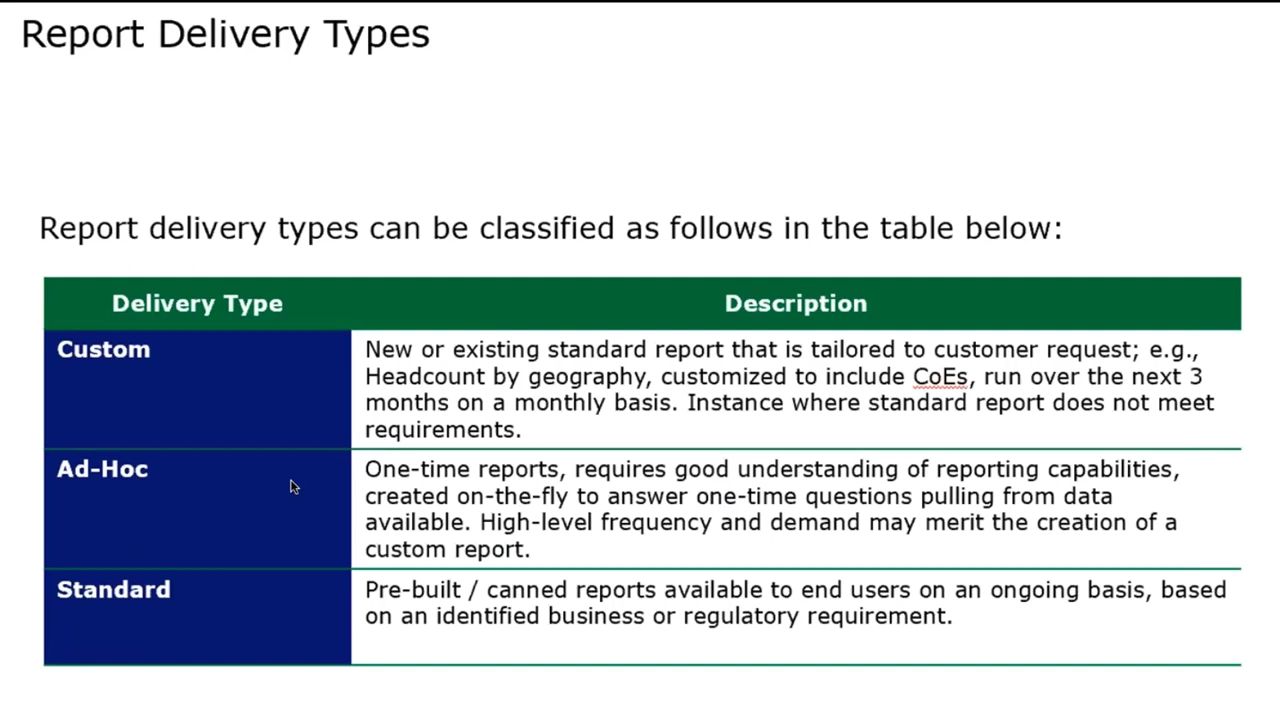 Report Delivery Types
Report delivery types can be classified as follows in the table below:
Delivery Type
Description
Custom
New or existing standard report that is tailored to customer request; e.g.,
Headcount by geography, customized to include CoEs, run over the next 3
months on a monthly basis. Instance where standard report does not meet
requirements.
Ad-Hoc
One-time reports, requires good understanding of reporting capabilities,
created on-the-fly to answer one-time questions pulling from data
available. High-level frequency and demand may merit the creation of a
custom report.
Standard
Pre-built / canned reports available to end users on an ongoing basis, based
on an identified business or regulatory requirement.